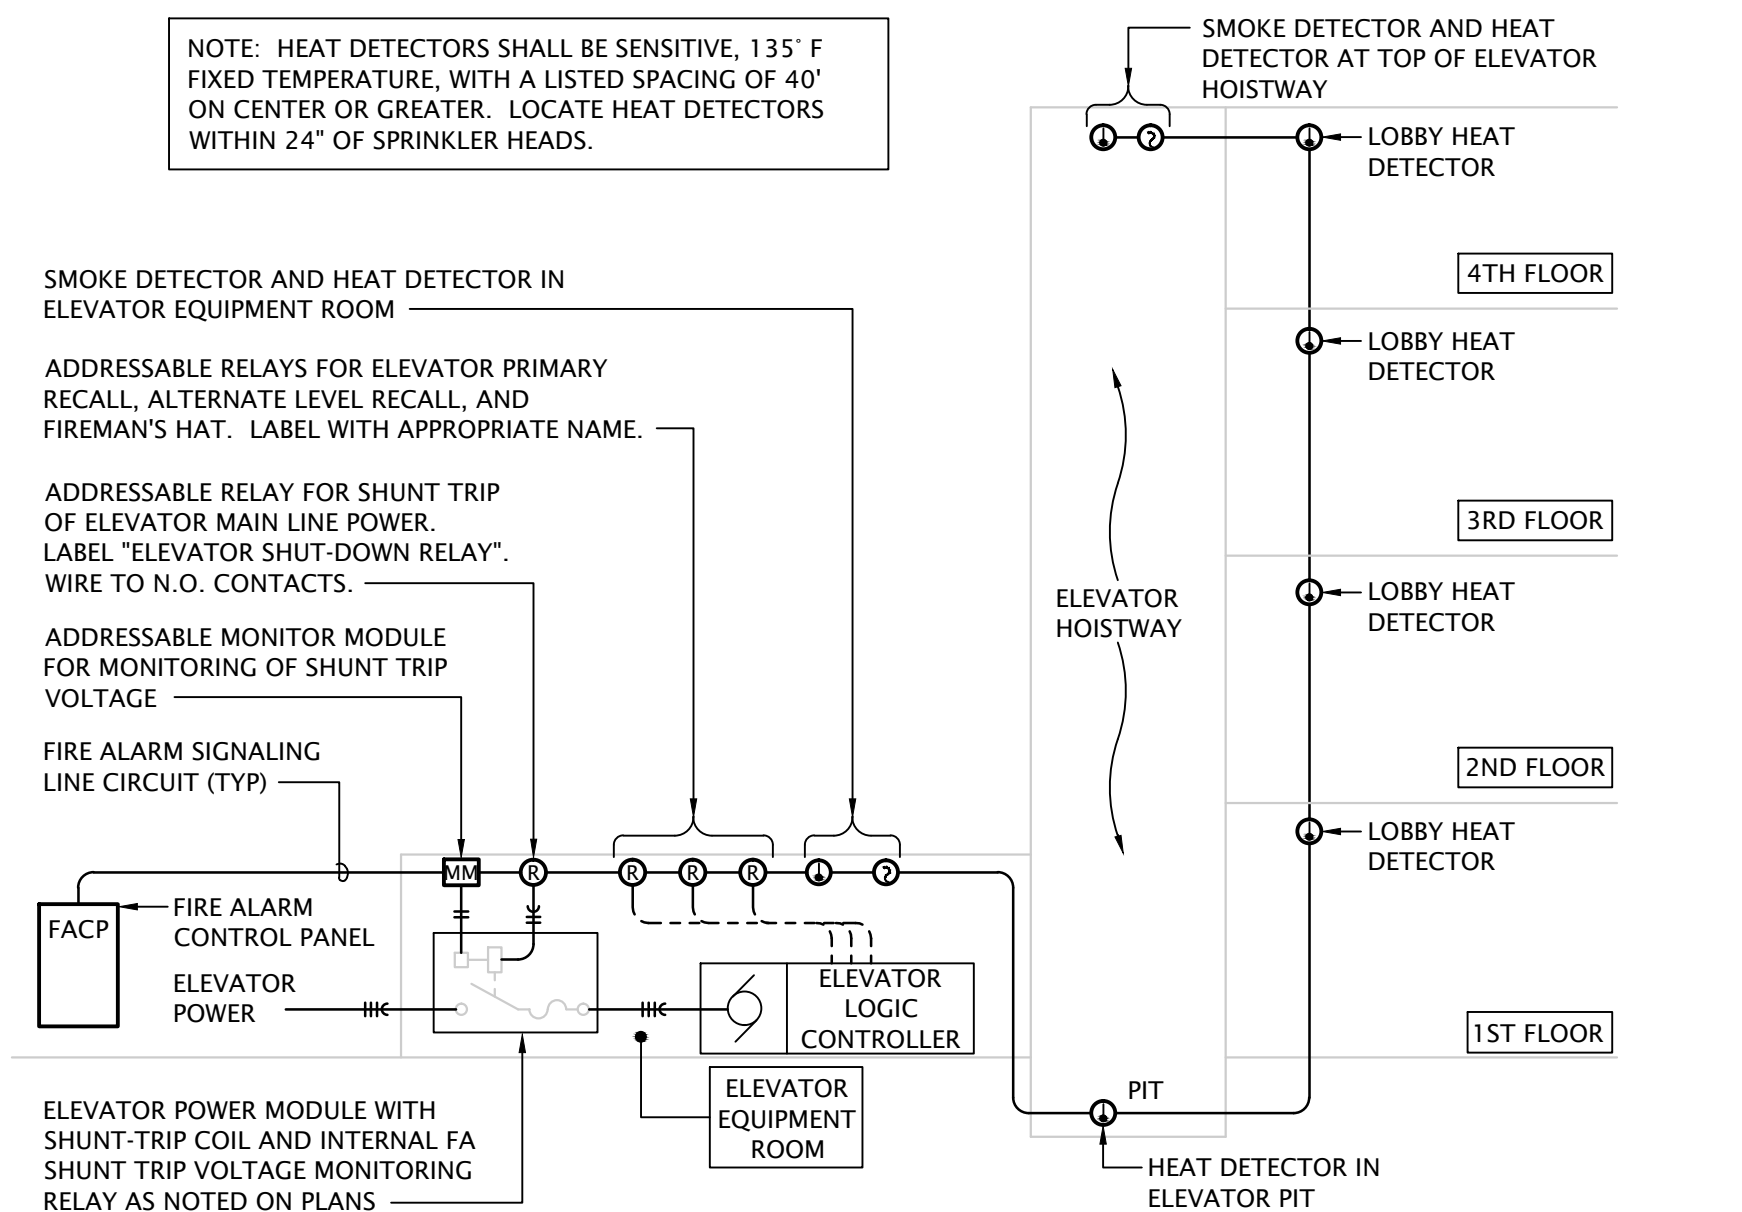 NOTE:  HEAT DETECTORS SHALL BE SENSITIVE, 135° F
FIXED TEMPERATURE, WITH A LISTED SPACING OF 40'
ON CENTER OR GREATER.  LOCATE HEAT DETECTORS
WITHIN 24" OF SPRINKLER HEADS.
SMOKE DETECTOR AND HEAT
DETECTOR AT TOP OF ELEVATOR
HOISTWAY
LOBBY HEAT
DETECTOR
4TH FLOOR
SMOKE DETECTOR AND HEAT DETECTOR IN
ELEVATOR EQUIPMENT ROOM
LOBBY HEAT
DETECTOR
ADDRESSABLE RELAYS FOR ELEVATOR PRIMARY
RECALL, ALTERNATE LEVEL RECALL, AND
FIREMAN'S HAT.  LABEL WITH APPROPRIATE NAME.
3RD FLOOR
ADDRESSABLE RELAY FOR SHUNT TRIP
OF ELEVATOR MAIN LINE POWER.
LABEL "ELEVATOR SHUT-DOWN RELAY".
WIRE TO N.O. CONTACTS.
ELEVATOR
HOISTWAY
LOBBY HEAT
DETECTOR
ADDRESSABLE MONITOR MODULE
FOR MONITORING OF SHUNT TRIP
VOLTAGE
2ND FLOOR
FIRE ALARM SIGNALING
LINE CIRCUIT (TYP)
LOBBY HEAT
DETECTOR
MM
R
R
R
R
FACP
FIRE ALARM
CONTROL PANEL
ELEVATOR
POWER
ELEVATOR
LOGIC
CONTROLLER
1ST FLOOR
ELEVATOR
EQUIPMENT
ROOM
PIT
ELEVATOR POWER MODULE WITH
SHUNT-TRIP COIL AND INTERNAL FA
SHUNT TRIP VOLTAGE MONITORING
RELAY AS NOTED ON PLANS
HEAT DETECTOR IN
ELEVATOR PIT